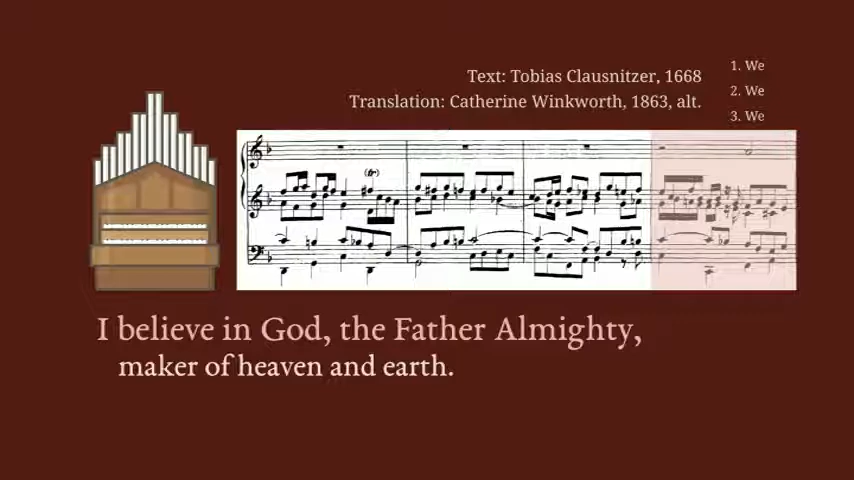 Text: Tobias Clausnitzer, 1668
Translation: Catherine Winkworth, 1863, alt.
1. We
2. We
3. We
I believe in God, the Father Almighty,
maker of heaven and earth.